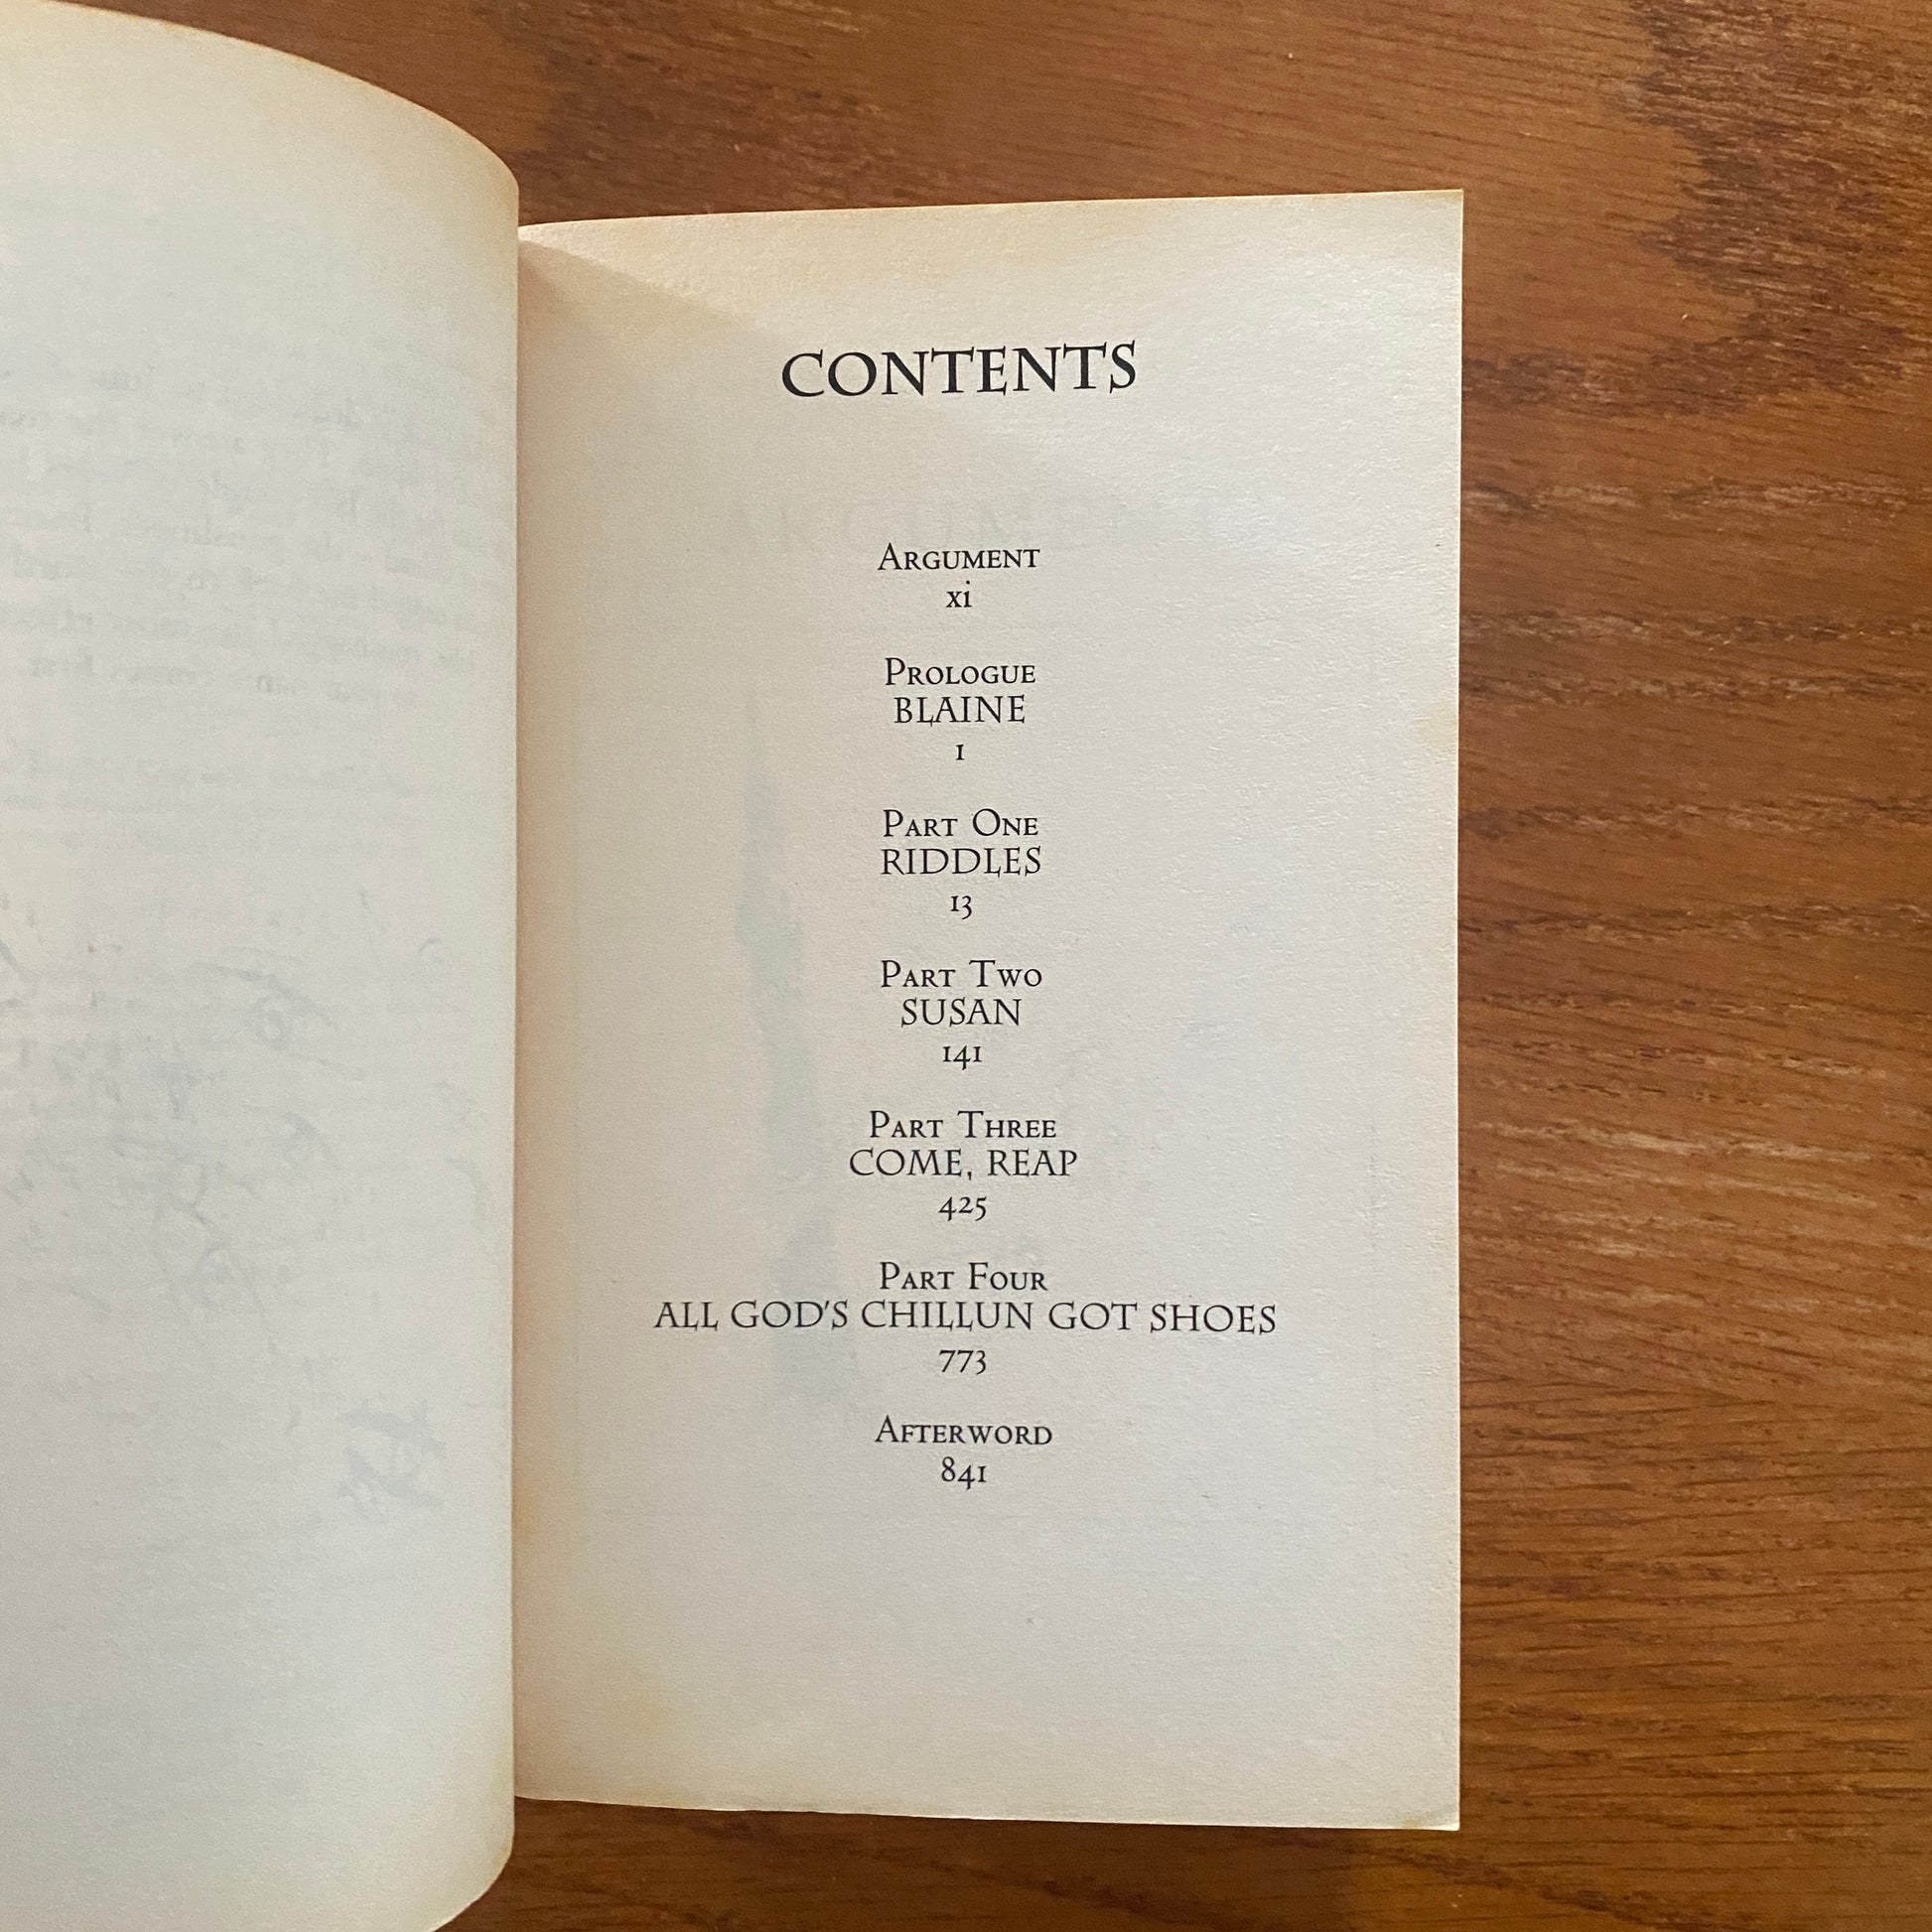 CONTENTS
ARGUMENT
xi
PROLOGUE
BLAINE
1
PART ONE
RIDDLES
13
PART TWO
SUSAN
141
PART THREE
COME, REAP
425
PART FOUR
ALL GOD'S CHILLUN GOT SHOES
773
AFTERWORD
841